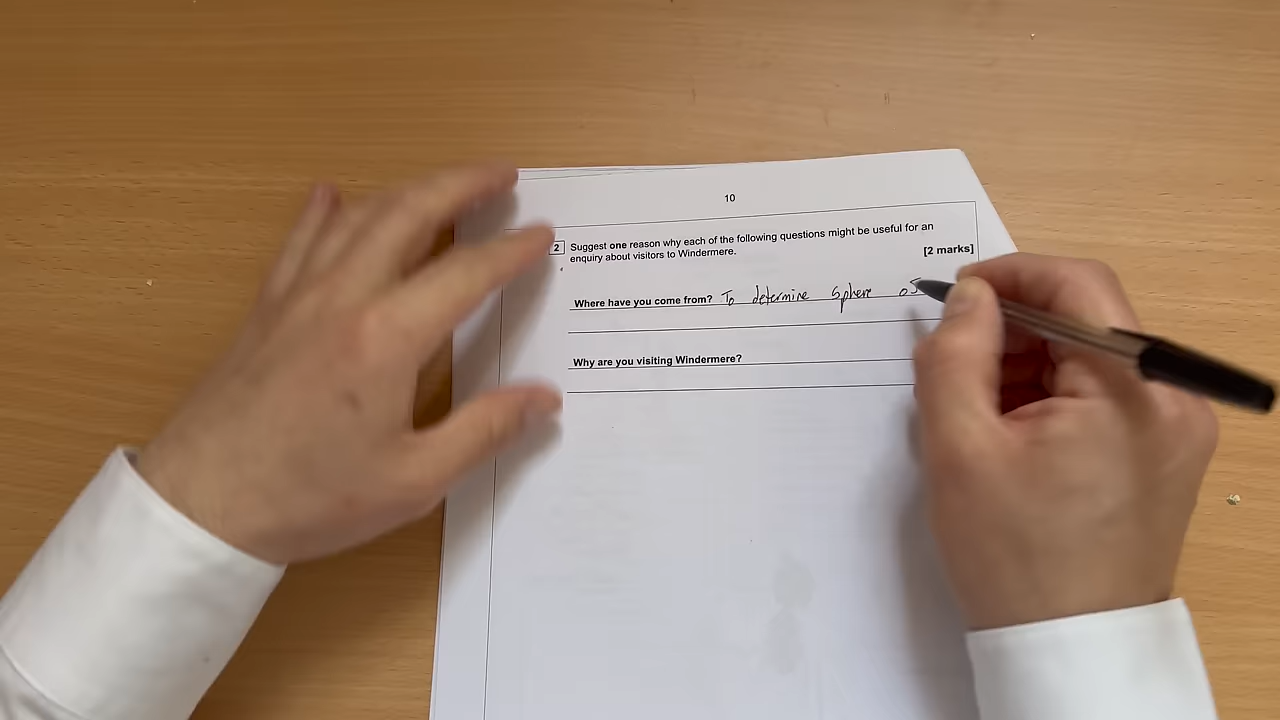 10
2 Suggest one reason why each of the following questions might be useful for an
enquiry about visitors to Windermere.
[2 marks]
Where have you come from? To determine sphere of
Why are you visiting Windermere?